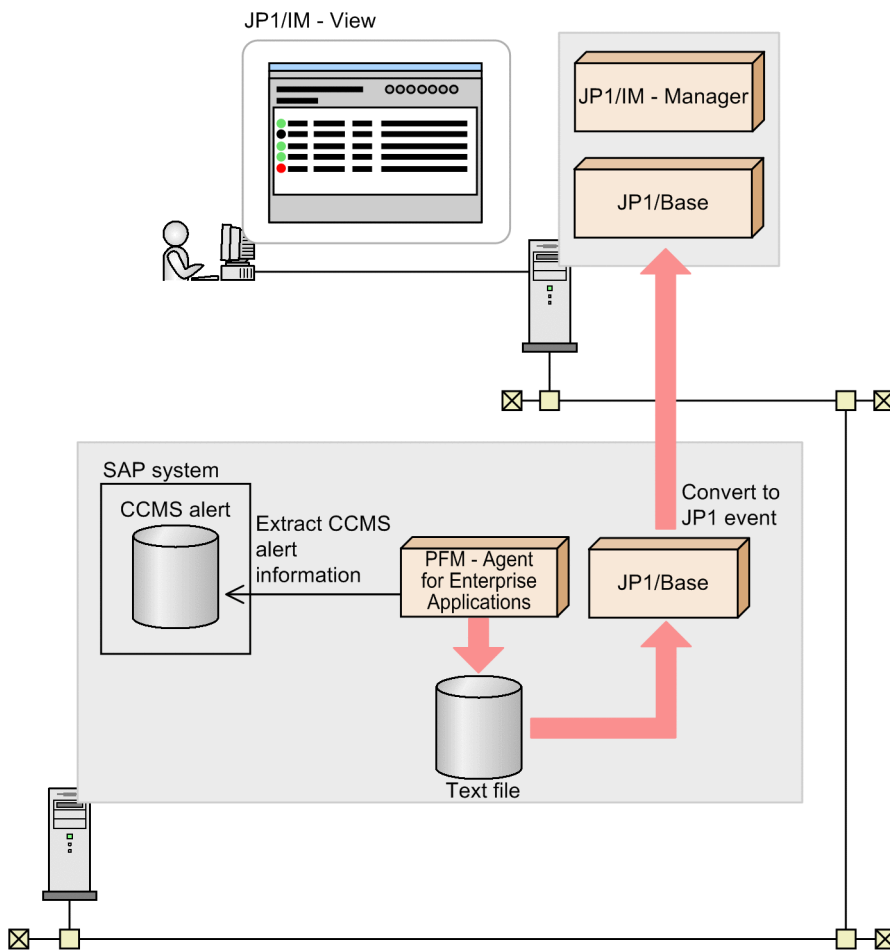 JP1/IM - View
JP1/IM - Manager
JP1/Base
SAP system
CCMS alert
Extract CCMS
alert
information
PFM - Agent
for Enterprise
Applications
Convert to
JP1 event
JP1/Base
Text file